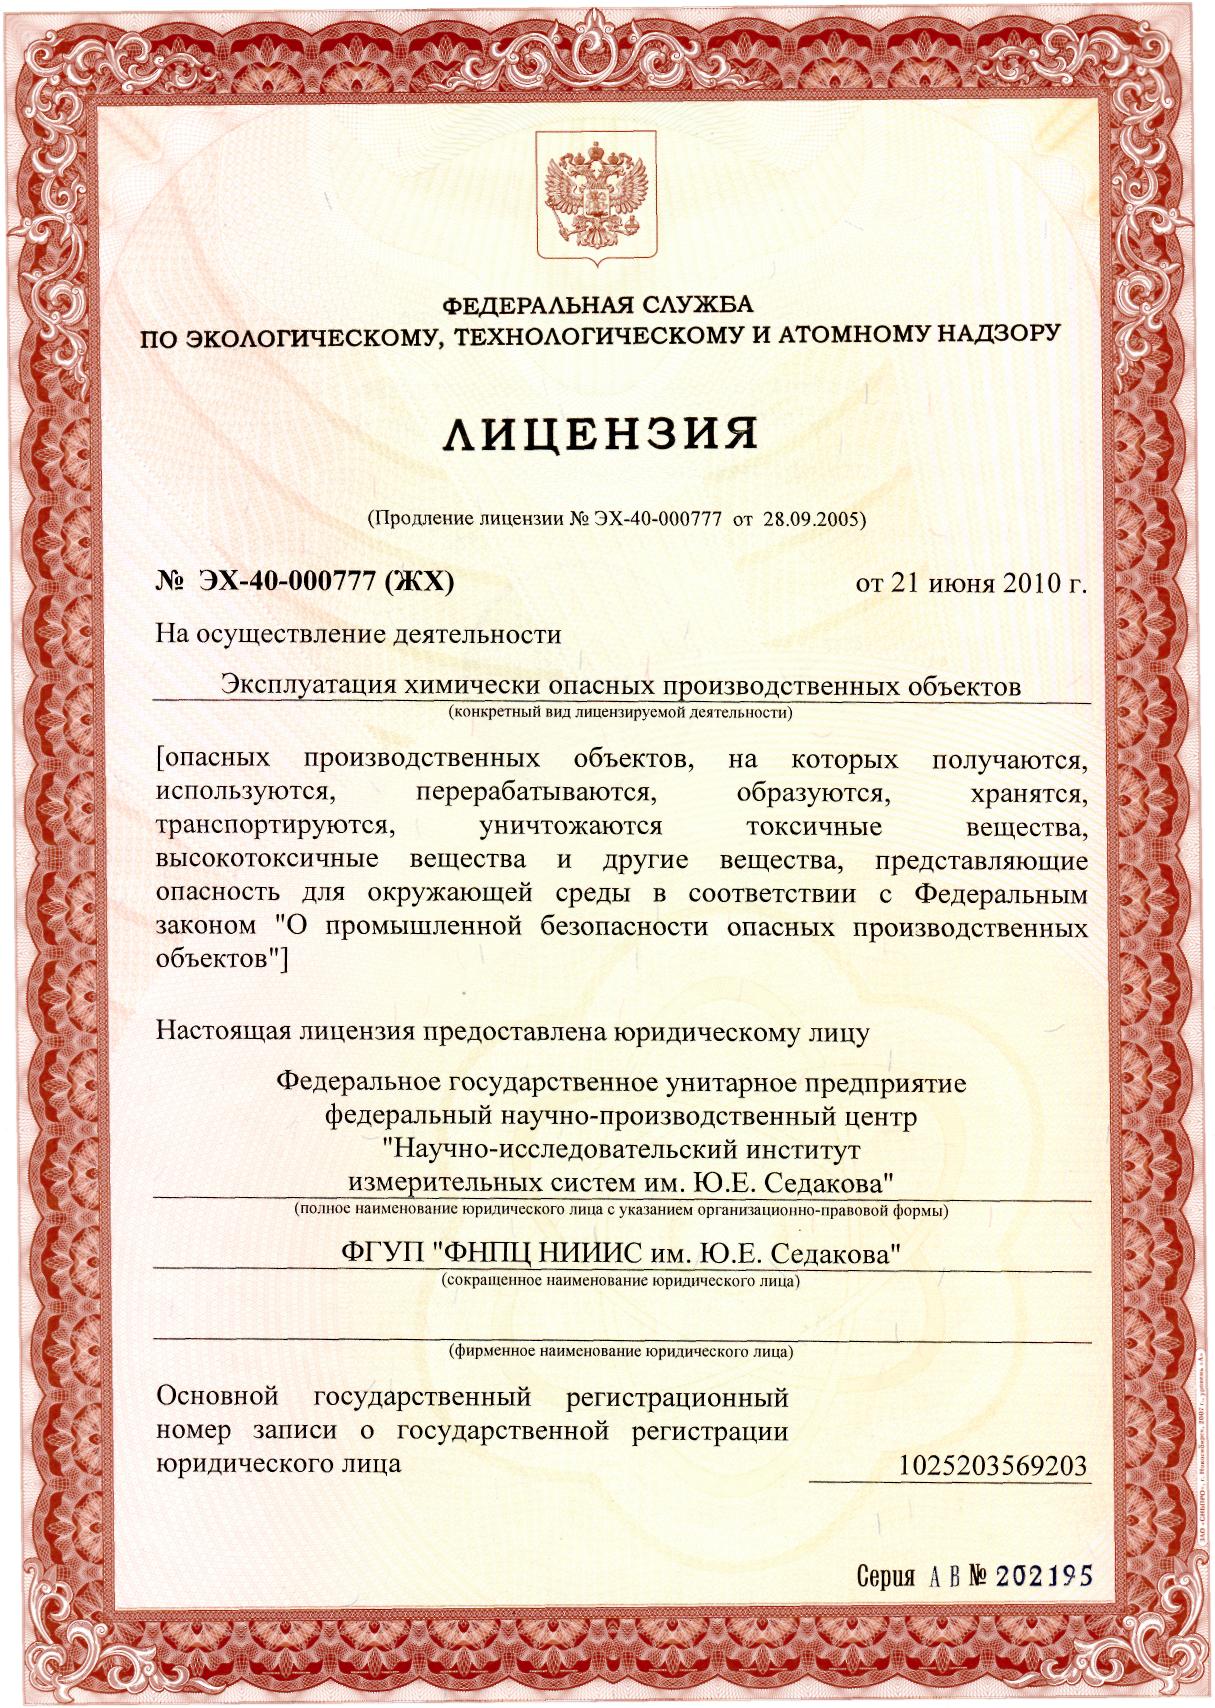 ФЕДЕРАЛЬНАЯ СЛУЖБА
ПО ЭКОЛОГИЧЕСКОМУ, ТЕХНОЛОГИЧЕСКОМУ И АТОМНОМУ НАДЗОРУ
ЛИЦЕНЗИЯ
(Продление лицензии № ЭХ-40-000777 от 28.09.2005)
№ ЭХ-40-000777 (ЖХ) от 21 июня 2010 г.
На осуществление деятельности
Эксплуатация химически опасных производственных объектов
(конкретный вид лицензируемой деятельности)
[опасных производственных объектов, на которых получаются,
используются, перерабатываются, образуются, хранятся,
транспортируются, уничтожаются токсичные вещества,
высокотоксичные вещества и другие вещества, представляющие
опасность для окружающей среды в соответствии с Федеральным
законом "О промышленной безопасности опасных производственных
объектов"]
Настоящая лицензия предоставлена юридическому лицу
Федеральное государственное унитарное предприятие
федеральный научно-производственный центр
"Научно-исследовательский институт
измерительных систем им. Ю.Е. Седакова"
(полное наименование юридического лица с указанием организационно-правовой формы)
ФГУП "ФНПЦ НИИИС им. Ю.Е. Седакова"
(сокращенное наименование юридического лица)
(фирменное наименование юридического лица)
Основной государственный регистрационный
номер записи о государственной регистрации
юридического лица 1025203569203
Серия А В № 202195
ЗАО «СИБПРО», г. Новосибирск, 2007 г., уровень «А»